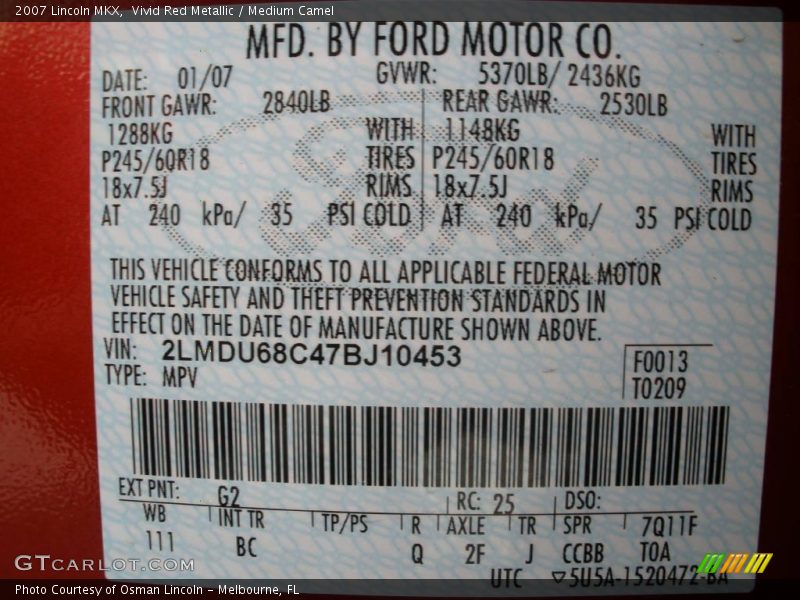 2007 Lincoln MKX, Vivid Red Metallic / Medium Camel
MFD. BY FORD MOTOR CO.
DATE: 01/07 GVWR: 5370LB/ 2436KG
FRONT GAWR: 2840LB REAR GAWR: 2530LB
1288KG WITH 1148KG WITH
P245/60R18 TIRES P245/60R18 TIRES
18x7.5J RIMS 18x7.5J RIMS
AT 240 kPa/ 35 PSI COLD AT 240 kPa/ 35 PSI COLD
THIS VEHICLE CONFORMS TO ALL APPLICABLE FEDERAL MOTOR
VEHICLE SAFETY AND THEFT PREVENTION STANDARDS IN
EFFECT ON THE DATE OF MANUFACTURE SHOWN ABOVE.
VIN: 2LMDU68C47BJ10453 F0013
TYPE: MPV T0209
EXT PNT: G2 RC: 25 DSO:
WB INT TR TP/PS R AXLE TR SPR 7Q11F
111 BC Q 2F J CCBB TOA
UTC ▽5U5A-1520472-BA
GTCARLOT.COM
Photo Courtesy of Osman Lincoln - Melbourne, FL